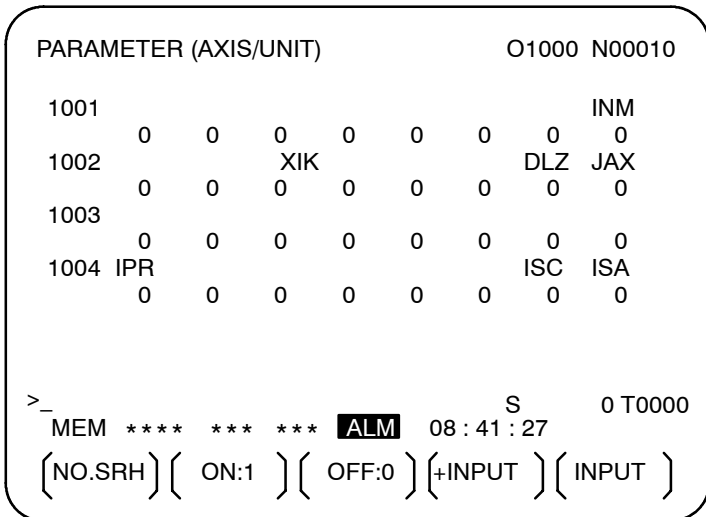 PARAMETER (AXIS/UNIT) O1000 N00010
1001 INM
0 0 0 0 0 0 0 0
1002 XIK DLZ JAX
0 0 0 0 0 0 0 0
1003
0 0 0 0 0 0 0 0
1004 IPR ISC ISA
0 0 0 0 0 0 0 0
>_ S 0 T0000
MEM **** *** *** ALM 08 : 41 : 27
NO.SRH ON:1 OFF:0 +INPUT INPUT